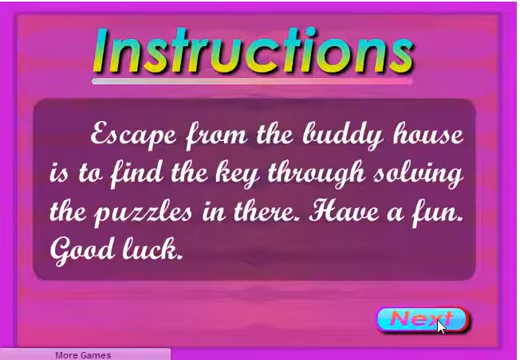 Instructions
Escape from the buddy house
is to find the key through solving
the puzzles in there. Have a fun.
Good luck.
Next
More Games